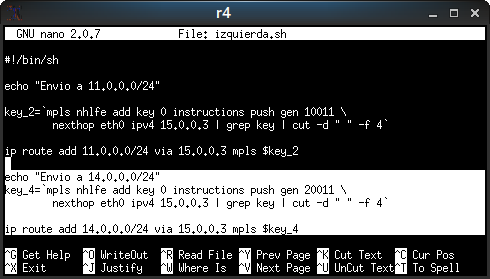 r4
GNU nano 2.0.7 File: izquierda.sh
#!/bin/sh
echo "Envio a 11.0.0.0/24"
key_2=`mpls nhlfe add key 0 instructions push gen 10011 \
nexthop eth0 ipv4 15.0.0.3 | grep key | cut -d " " -f 4`
ip route add 11.0.0.0/24 via 15.0.0.3 mpls $key_2
echo "Envio a 14.0.0.0/24"
key_4=`mpls nhlfe add key 0 instructions push gen 20011 \
nexthop eth0 ipv4 15.0.0.3 | grep key | cut -d " " -f 4`
ip route add 14.0.0.0/24 via 15.0.0.3 mpls $key_4
^G Get Help ^O WriteOut ^R Read File ^Y Prev Page ^K Cut Text ^C Cur Pos
^X Exit ^J Justify ^W Where Is ^V Next Page ^U UnCut Text ^T To Spell